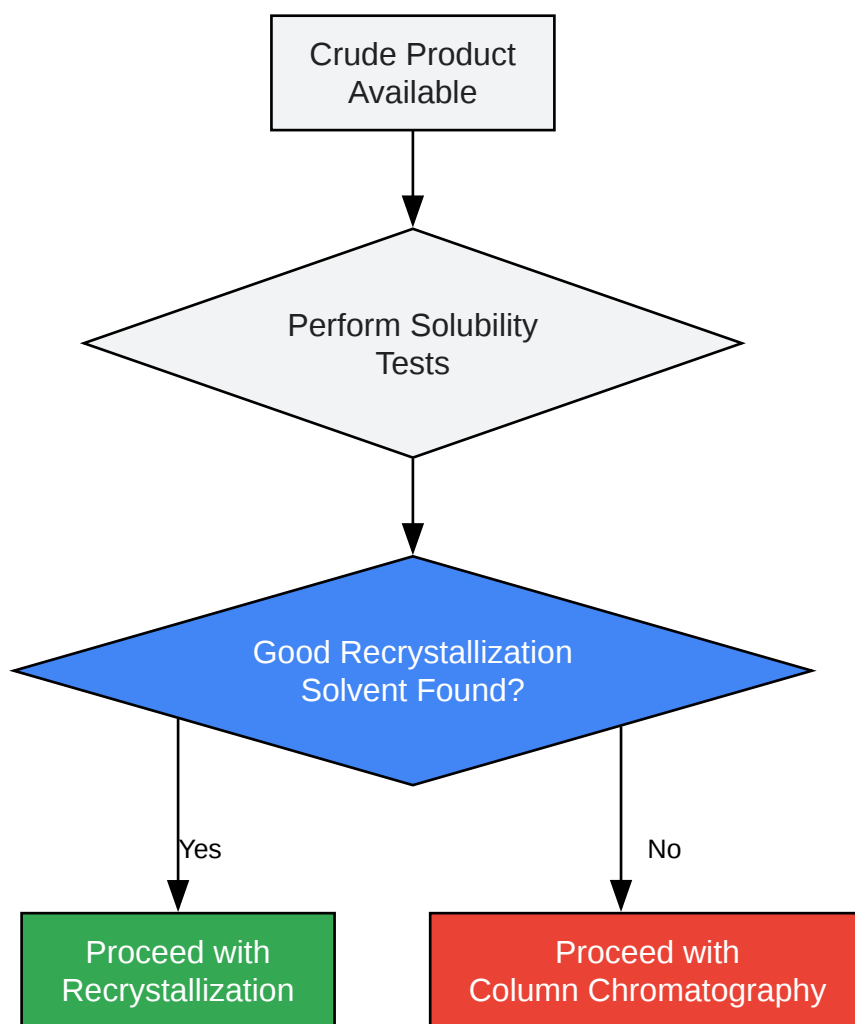 Crude Product
Available
Perform Solubility
Tests
Good Recrystallization
Solvent Found?
Yes
No
Proceed with
Recrystallization
Proceed with
Column Chromatography